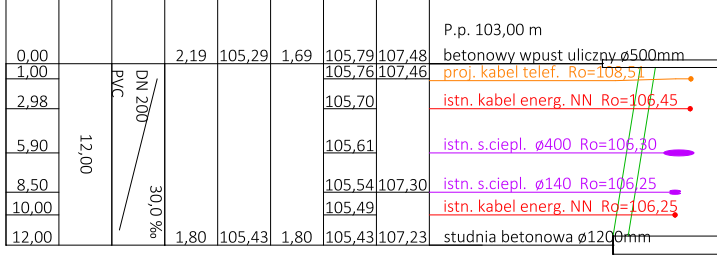 P.p. 103,00 m
0,00 2,19 105,29 1,69 105,79 107,48 betonowy wpust uliczny ø500mm
1,00 105,76 107,46 proj. kabel telef. Ro=108,51
2,98 105,70 istn. kabel energ. NN Ro=106,45
5,90 105,61 istn. s.ciepl. ø400 Ro=106,30
8,50 105,54 107,30 istn. s.ciepl. ø140 Ro=106,25
10,00 105,49 istn. kabel energ. NN Ro=106,25
12,00 1,80 105,43 1,80 105,43 107,23 studnia betonowa ø1200mm
12,00
DN 200
PVC
30,0 ‰